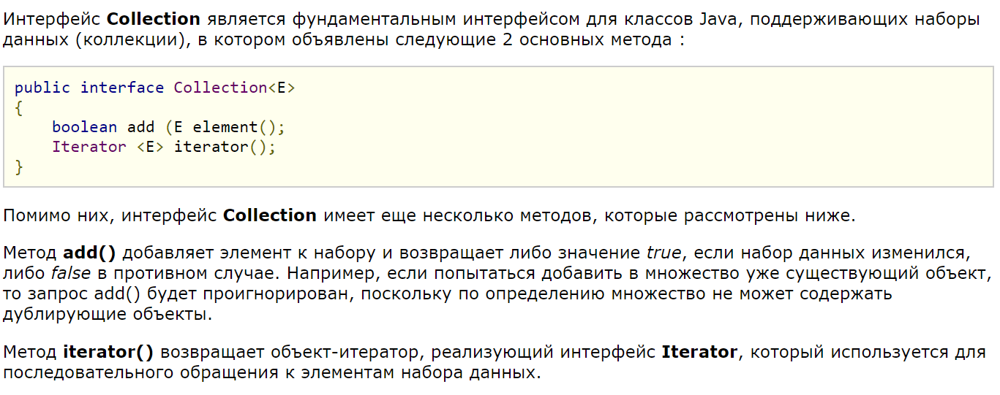 Интерфейс Collection является фундаментальным интерфейсом для классов Java, поддерживающих наборы
данных (коллекции), в котором объявлены следующие 2 основных метода :
public interface Collection<E>
{
    boolean add (E element();
    Iterator <E> iterator();
}
Помимо них, интерфейс Collection имеет еще несколько методов, которые рассмотрены ниже.
Метод add() добавляет элемент к набору и возвращает либо значение true, если набор данных изменился,
либо false в противном случае. Например, если попытаться добавить в множество уже существующий объект,
то запрос add() будет проигнорирован, поскольку по определению множество не может содержать
дублирующие объекты.
Метод iterator() возвращает объект-итератор, реализующий интерфейс Iterator, который используется для
последовательного обращения к элементам набора данных.